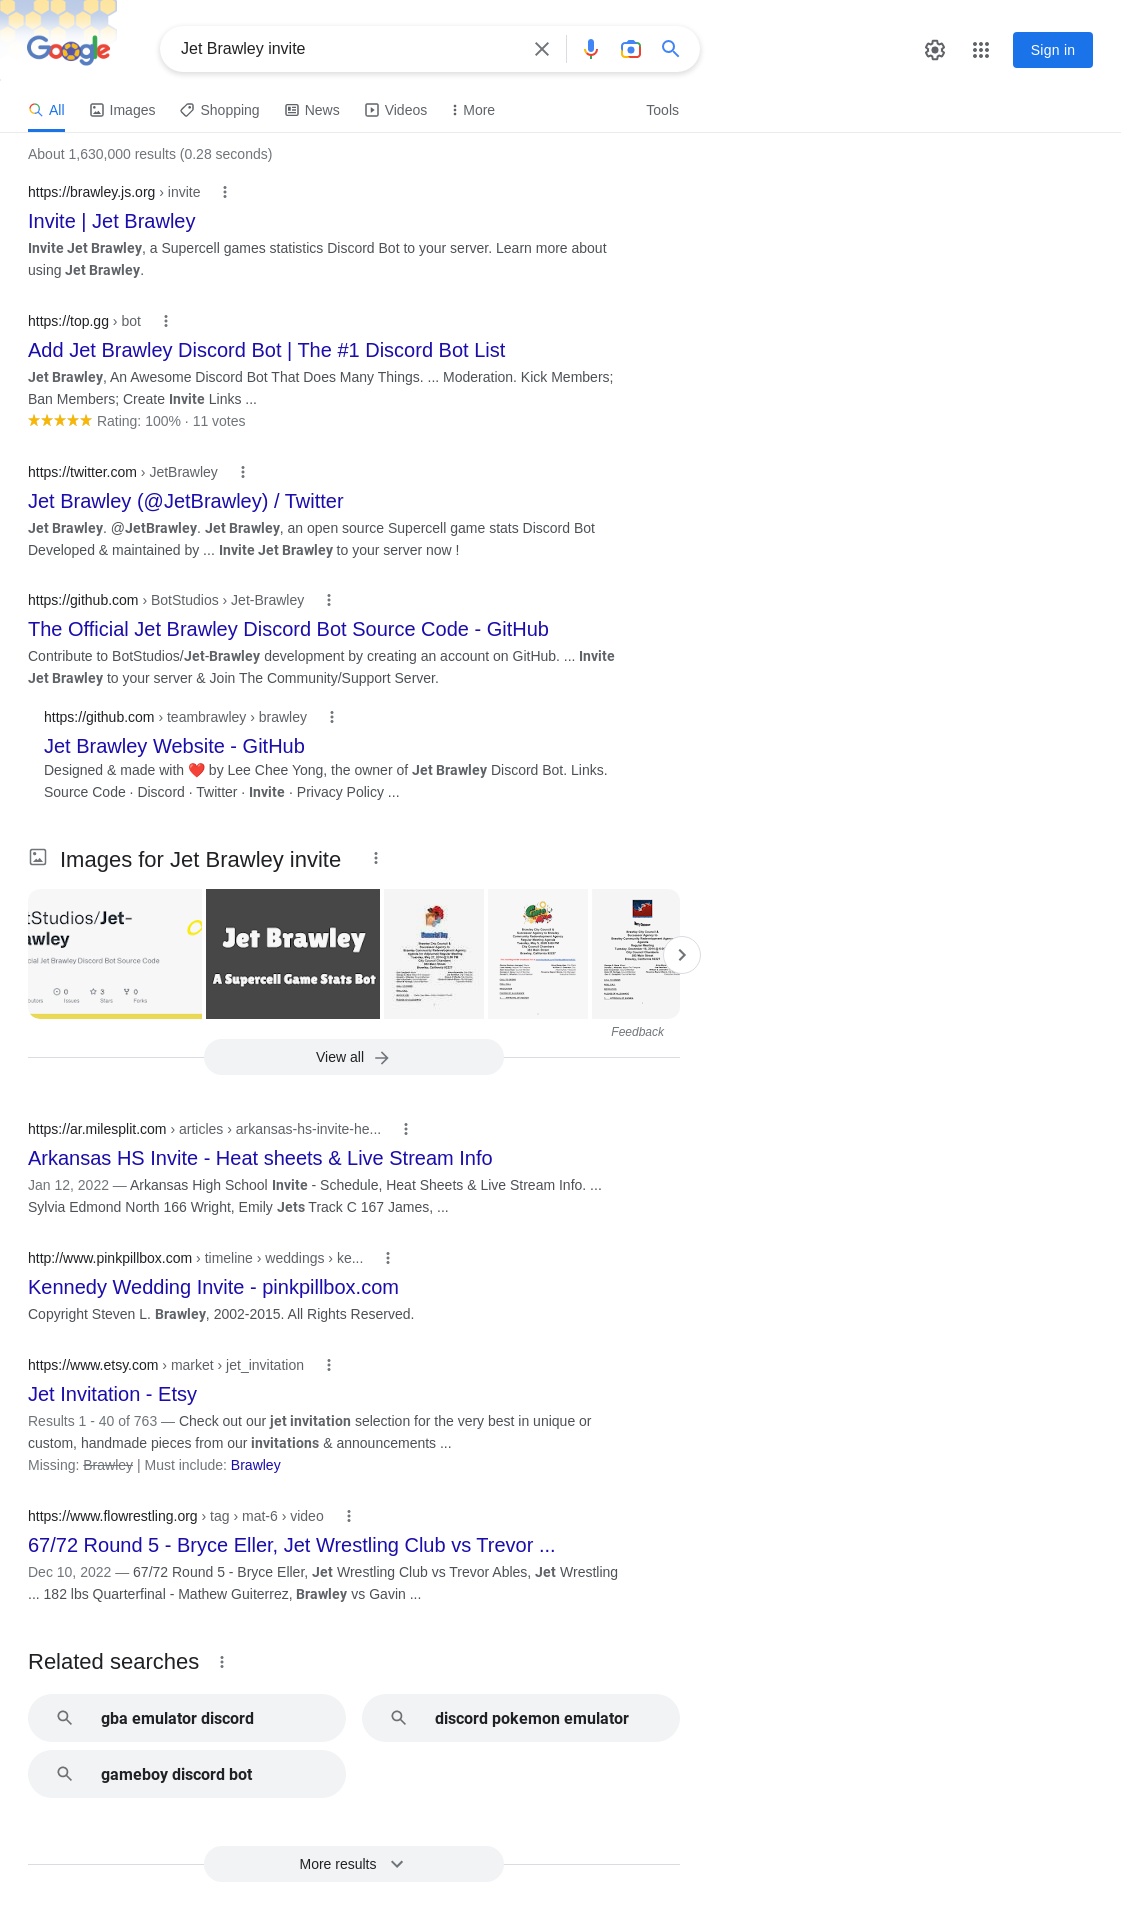 Google
Jet Brawley invite
Sign in
All
Images
Shopping
News
Videos
More
Tools
About 1,630,000 results (0.28 seconds)
https://brawley.js.org › invite
Invite | Jet Brawley
Invite Jet Brawley, a Supercell games statistics Discord Bot to your server. Learn more about
using Jet Brawley.
https://top.gg › bot
Add Jet Brawley Discord Bot | The #1 Discord Bot List
Jet Brawley, An Awesome Discord Bot That Does Many Things. ... Moderation. Kick Members;
Ban Members; Create Invite Links ...
Rating: 100% · 11 votes
https://twitter.com › JetBrawley
Jet Brawley (@JetBrawley) / Twitter
Jet Brawley. @JetBrawley. Jet Brawley, an open source Supercell game stats Discord Bot
Developed & maintained by ... Invite Jet Brawley to your server now !
https://github.com › BotStudios › Jet-Brawley
The Official Jet Brawley Discord Bot Source Code - GitHub
Contribute to BotStudios/Jet-Brawley development by creating an account on GitHub. ... Invite
Jet Brawley to your server & Join The Community/Support Server.
https://github.com › teambrawley › brawley
Jet Brawley Website - GitHub
Designed & made with ❤️ by Lee Chee Yong, the owner of Jet Brawley Discord Bot. Links.
Source Code · Discord · Twitter · Invite · Privacy Policy ...
Images for Jet Brawley invite
tStudios/Jet-
awley
cial Jet Brawley Discord Bot Source Code
0 3 0
utors Issues Stars Forks
Jet Brawley
A Supercell Game Stats Bot
Feedback
View all
https://ar.milesplit.com › articles › arkansas-hs-invite-he...
Arkansas HS Invite - Heat sheets & Live Stream Info
Jan 12, 2022 — Arkansas High School Invite - Schedule, Heat Sheets & Live Stream Info. ...
Sylvia Edmond North 166 Wright, Emily Jets Track C 167 James, ...
http://www.pinkpillbox.com › timeline › weddings › ke...
Kennedy Wedding Invite - pinkpillbox.com
Copyright Steven L. Brawley, 2002-2015. All Rights Reserved.
https://www.etsy.com › market › jet_invitation
Jet Invitation - Etsy
Results 1 - 40 of 763 — Check out our jet invitation selection for the very best in unique or
custom, handmade pieces from our invitations & announcements ...
Missing: Brawley | Must include: Brawley
https://www.flowrestling.org › tag › mat-6 › video
67/72 Round 5 - Bryce Eller, Jet Wrestling Club vs Trevor ...
Dec 10, 2022 — 67/72 Round 5 - Bryce Eller, Jet Wrestling Club vs Trevor Ables, Jet Wrestling
... 182 lbs Quarterfinal - Mathew Guiterrez, Brawley vs Gavin ...
Related searches
gba emulator discord
discord pokemon emulator
gameboy discord bot
More results